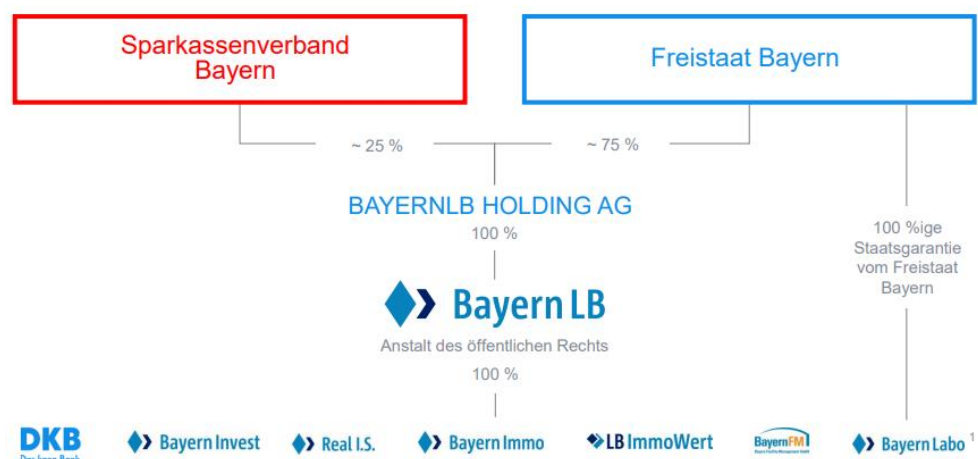 Sparkassenverband
Bayern
Freistaat Bayern
~ 25 %
~ 75 %
BAYERNLB HOLDING AG
100 %
100 %ige
Staatsgarantie
vom Freistaat
Bayern
Bayern LB
Anstalt des öffentlichen Rechts
100 %
DKB
Bayern Invest
Real I.S.
Bayern Immo
LB ImmoWert
BayernFM
Bayern Labo 1